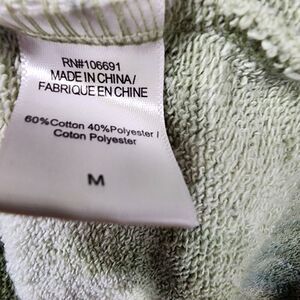 RN#106691
MADE IN CHINA/
FABRIQUE EN CHINE
60%Cotton 40%Polyester/
Coton Polyester
M